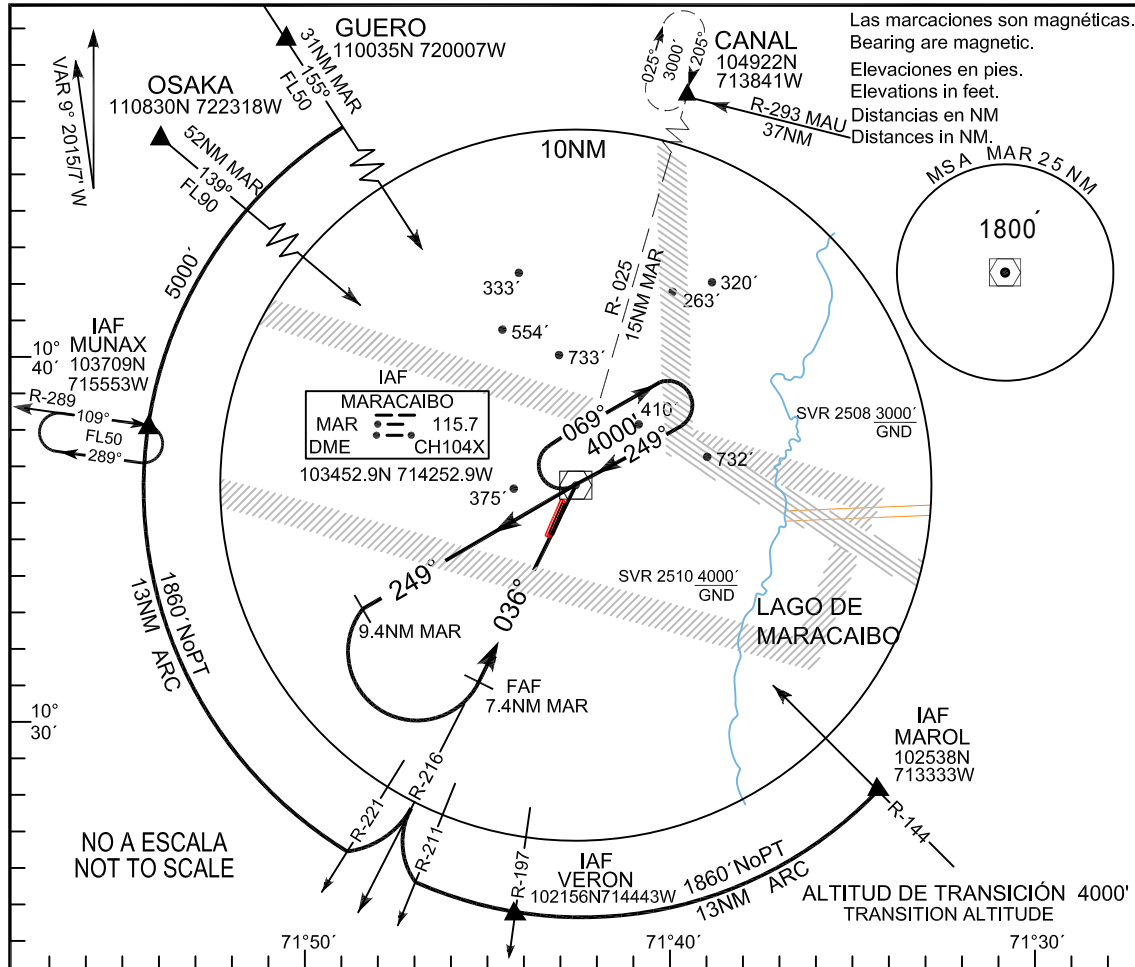 GUERO
110035N 720007W
31NM MAR
155°
FL50
OSAKA
110830N 722318W
52NM MAR
139°
FL90
VAR 9° 2015/7' W
CANAL
104922N
713841W
025°
3000´
205°
R-293 MAU
37NM
Las marcaciones son magnéticas.
Bearing are magnetic.
Elevaciones en pies.
Elevations in feet.
Distancias en NM
Distances in NM.
MSA MAR 25 NM
1800´
10NM
5000´
333´
554´
733´
R- 025
15NM MAR
263´
320´
IAF
MUNAX
103709N
715553W
R-289
109°
FL50
289°
10°
40´
IAF
MARACAIBO
MAR 115.7
DME CH104X
103452.9N 714252.9W
069°
4000'
249°
410´
732´
375´
SVR 2508 3000´
GND
SVR 2510 4000´
GND
LAGO DE
MARACAIBO
249°
036°
9.4NM MAR
FAF
7.4NM MAR
1860´NoPT
13NM ARC
10°
30´
IAF
MAROL
102538N
713333W
R-144
R-216
R-221
R-211
R-197
NO A ESCALA
NOT TO SCALE
IAF
VERON
102156N714443W
1860´NoPT
13NM ARC
ALTITUD DE TRANSICIÓN 4000'
TRANSITION ALTITUDE
71°50´
71°40´
71°30´